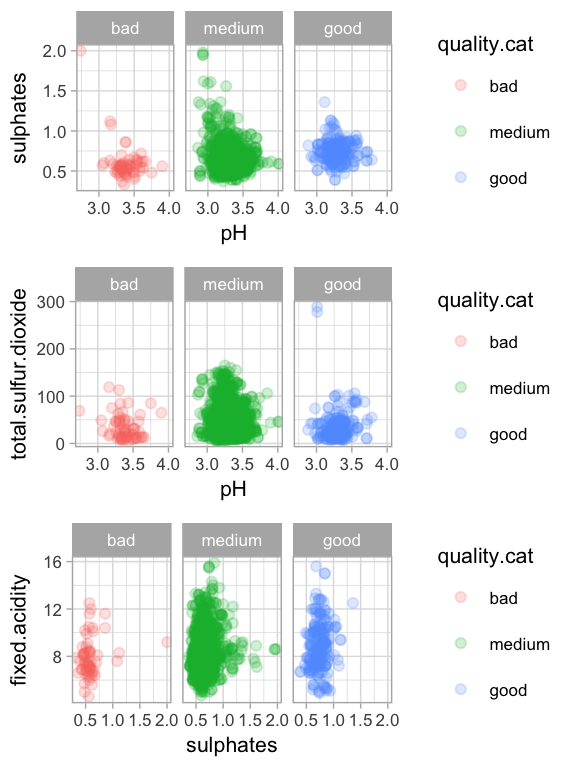 bad medium good
quality.cat
2.0
bad
1.5
medium
1.0
good
0.5
sulphates
3.0 3.5 4.0 3.0 3.5 4.0 3.0 3.5 4.0
pH
bad medium good
quality.cat
300
bad
200
medium
100
good
0
total.sulfur.dioxide
3.0 3.5 4.0 3.0 3.5 4.0 3.0 3.5 4.0
pH
bad medium good
quality.cat
16
bad
12
medium
8
good
fixed.acidity
0.5 1.0 1.5 2.0 0.5 1.0 1.5 2.0 0.5 1.0 1.5 2.0
sulphates